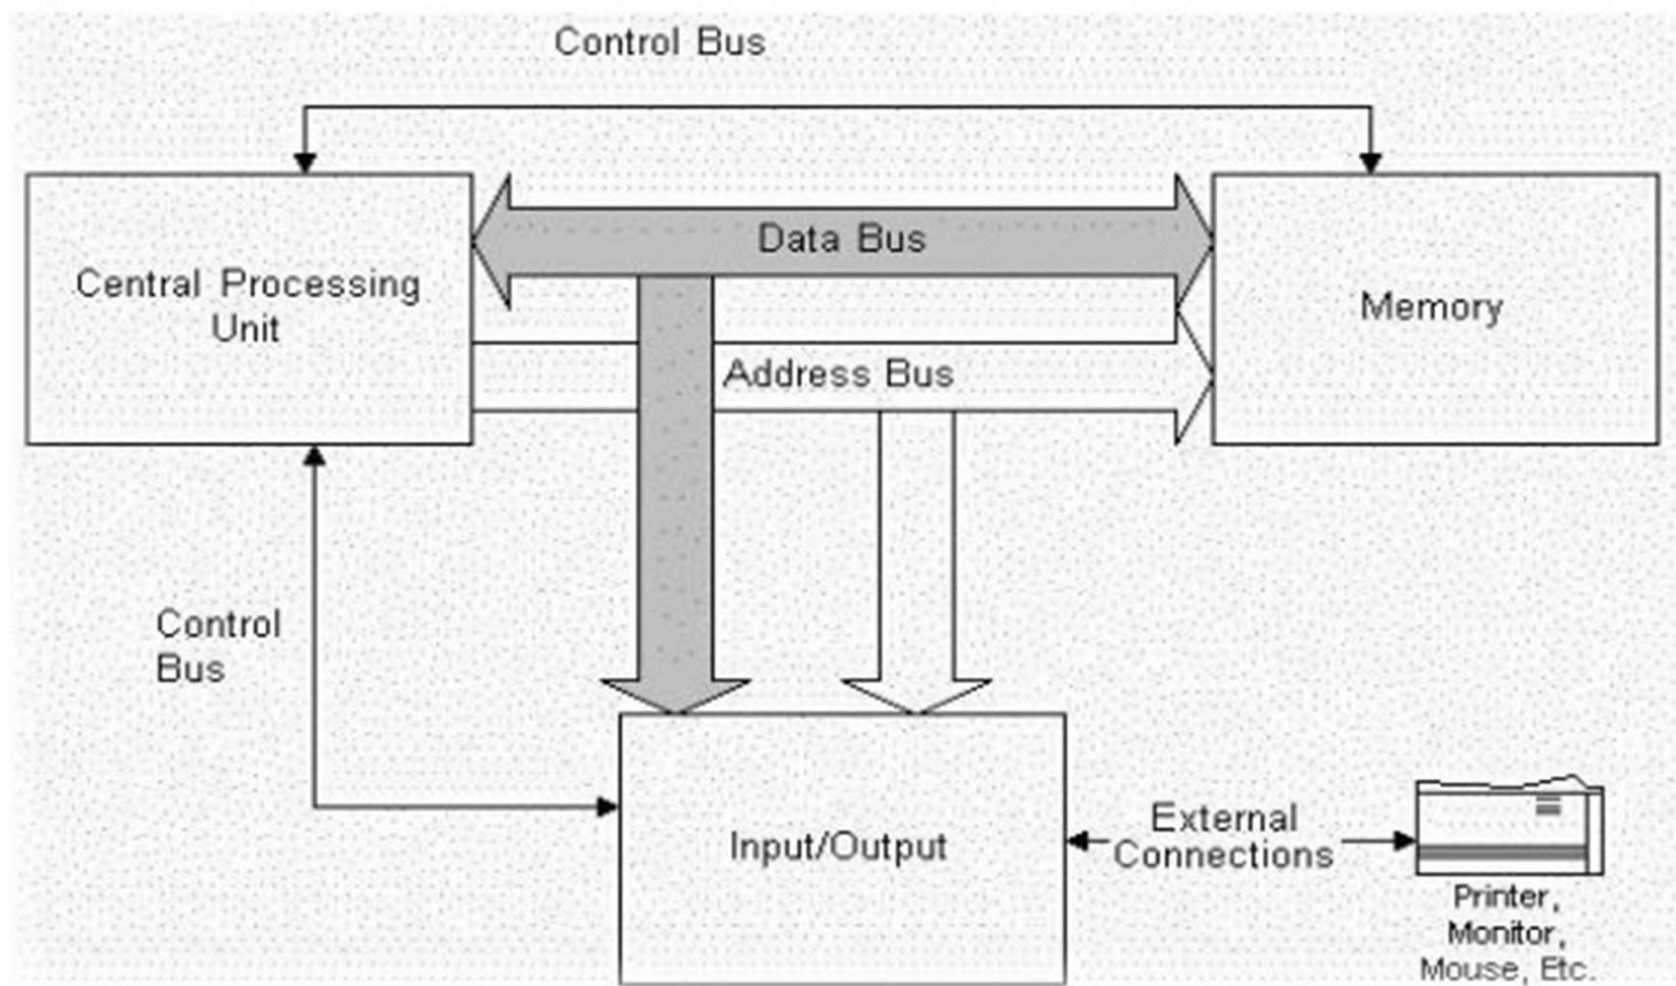 Control Bus
Data Bus
Central Processing
Unit
Memory
Address Bus
Control
Bus
Input/Output
External
Connections
Printer,
Monitor,
Mouse, Etc.